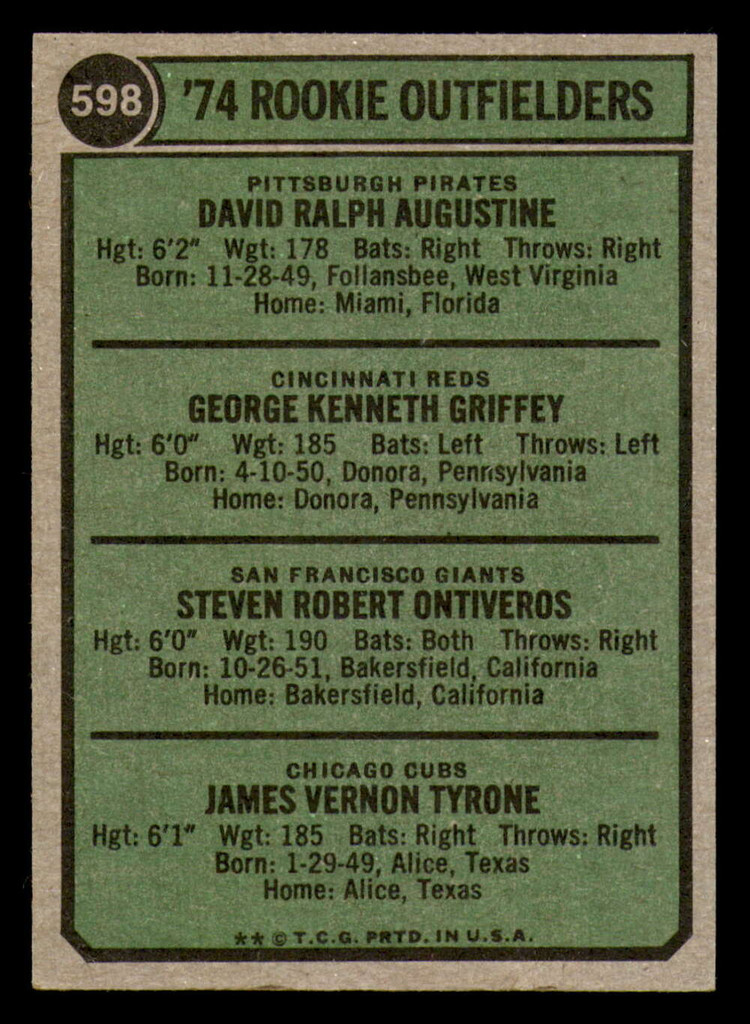 598
'74 ROOKIE OUTFIELDERS
PITTSBURGH PIRATES
DAVID RALPH AUGUSTINE
Hgt: 6'2" Wgt: 178 Bats: Right Throws: Right
Born: 11-28-49, Follansbee, West Virginia
Home: Miami, Florida
CINCINNATI REDS
GEORGE KENNETH GRIFFEY
Hgt: 6'0" Wgt: 185 Bats: Left Throws: Left
Born: 4-10-50, Donora, Pennsylvania
Home: Donora, Pennsylvania
SAN FRANCISCO GIANTS
STEVEN ROBERT ONTIVEROS
Hgt: 6'0" Wgt: 190 Bats: Both Throws: Right
Born: 10-26-51, Bakersfield, California
Home: Bakersfield, California
CHICAGO CUBS
JAMES VERNON TYRONE
Hgt: 6'1" Wgt: 185 Bats: Right Throws: Right
Born: 1-29-49, Alice, Texas
Home: Alice, Texas
** © T.C.G. PRTD. IN U.S.A.